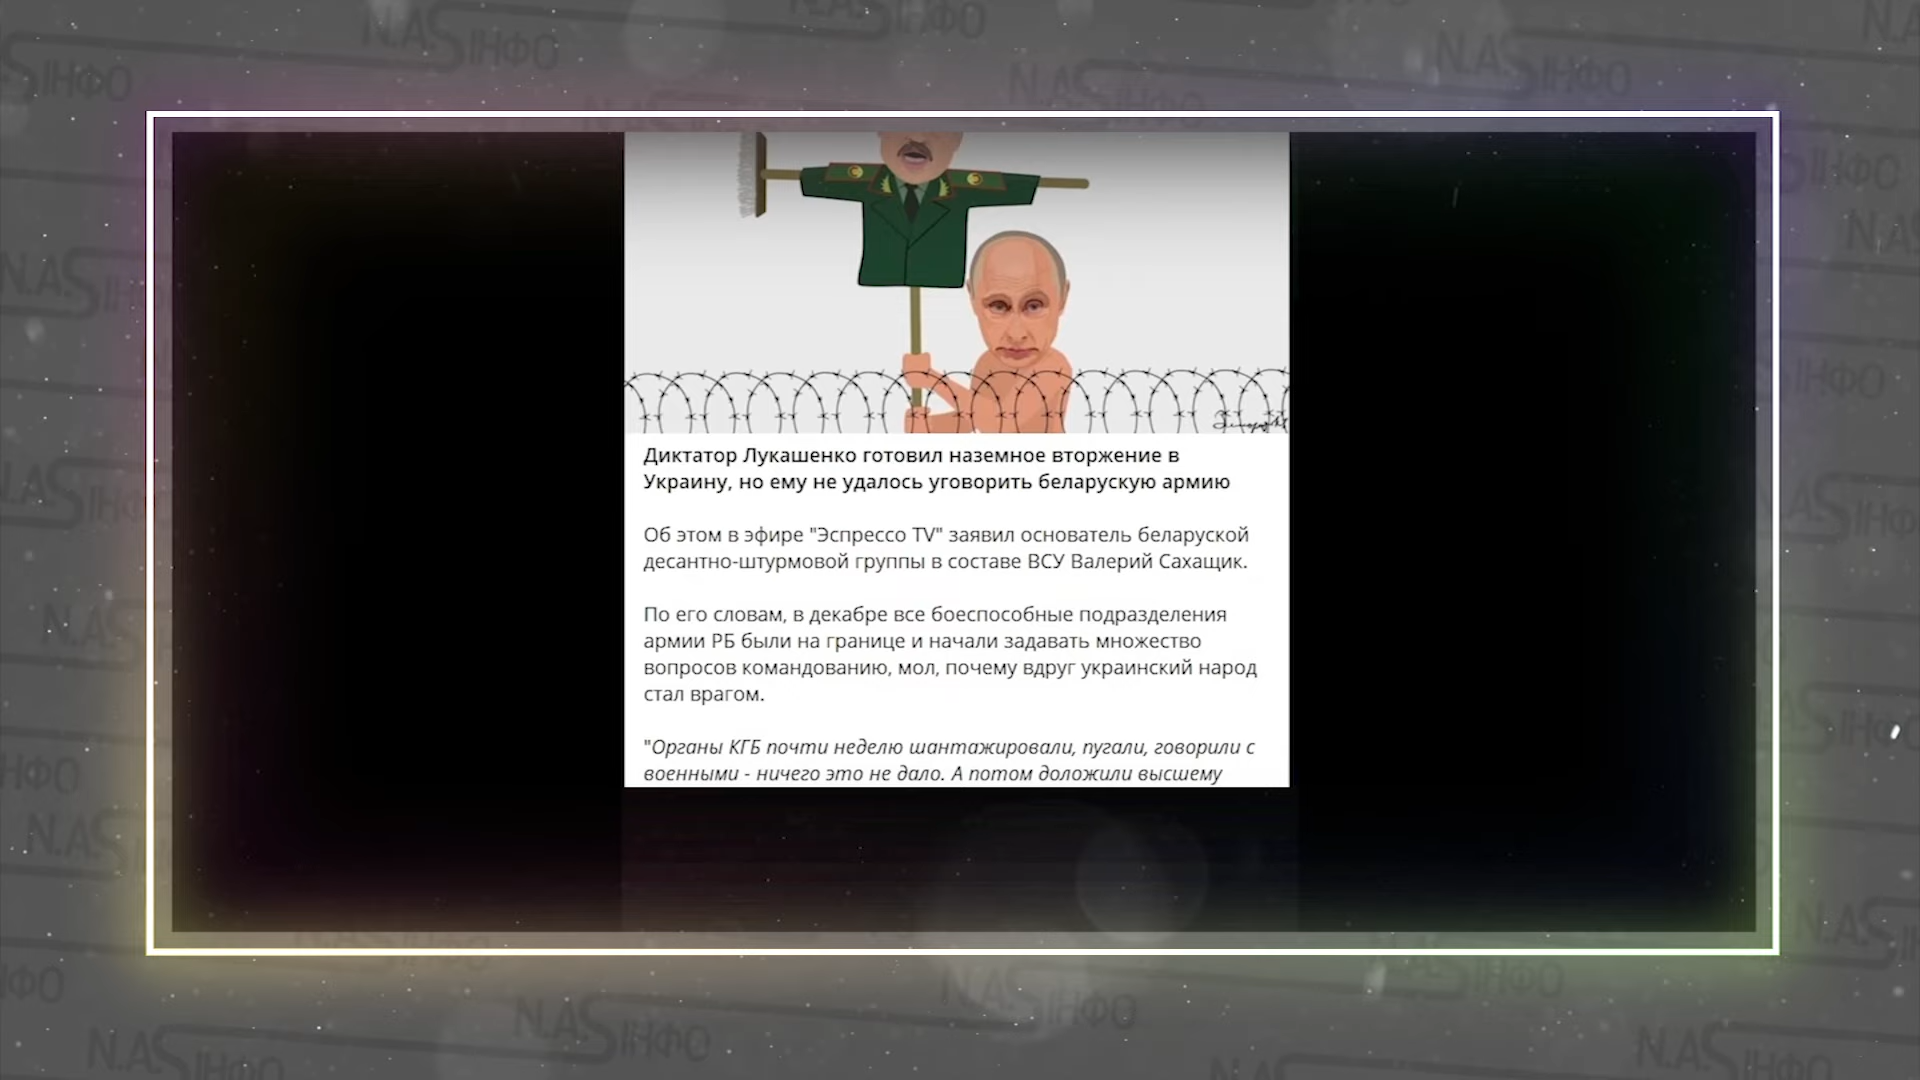 N.A.S ІНФО
Диктатор Лукашенко готовил наземное вторжение в
Украину, но ему не удалось уговорить беларускую армию
Об этом в эфире "Эспрессо TV" заявил основатель беларуской
десантно-штурмовой группы в составе ВСУ Валерий Сахащик.
По его словам, в декабре все боеспособные подразделения
армии РБ были на границе и начали задавать множество
вопросов командованию, мол, почему вдруг украинский народ
стал врагом.
"Органы КГБ почти неделю шантажировали, пугали, говорили с
военными - ничего это не дало. А потом доложили высшему